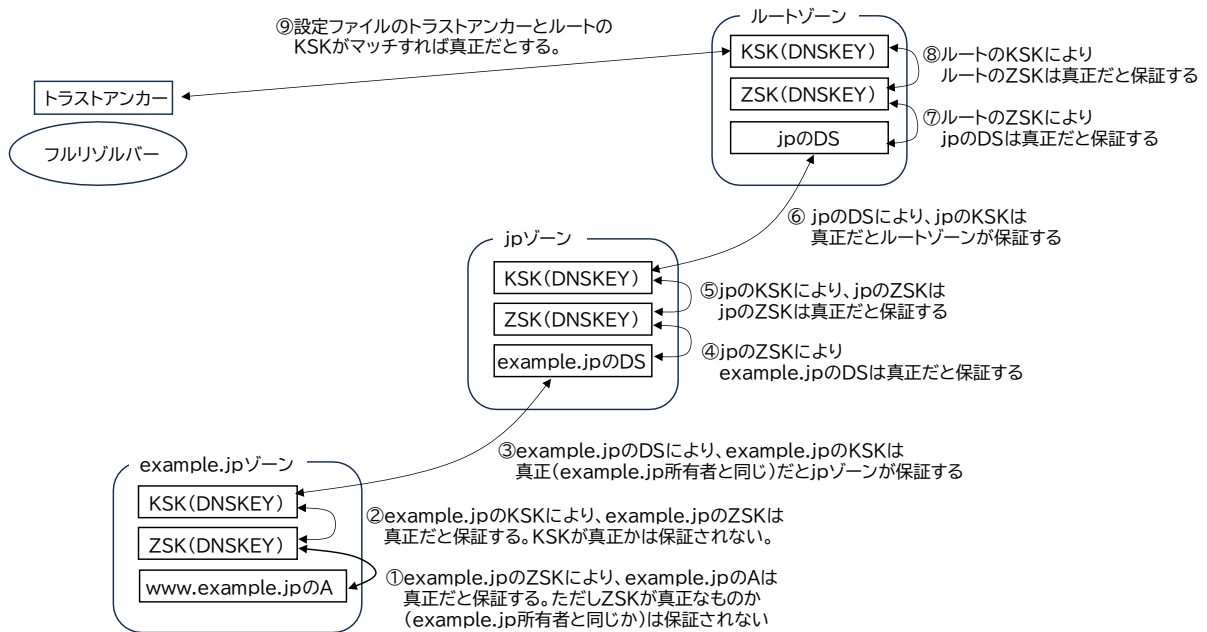 ⑨設定ファイルのトラストアンカーとルートの
KSKがマッチすれば真正だとする。
トラストアンカー
フルリゾルバー
ルートゾーン
KSK(DNSKEY)
ZSK(DNSKEY)
jpのDS
⑧ルートのKSKにより
ルートのZSKは真正だと保証する
⑦ルートのZSKにより
jpのDSは真正だと保証する
⑥ jpのDSにより、jpのKSKは
真正だとルートゾーンが保証する
jpゾーン
KSK(DNSKEY)
ZSK(DNSKEY)
example.jpのDS
⑤jpのKSKにより、jpのZSKは
jpのZSKは真正だと保証する
④jpのZSKにより
example.jpのDSは真正だと保証する
③example.jpのDSにより、example.jpのKSKは
真正(example.jp所有者と同じ)だとjpゾーンが保証する
example.jpゾーン
KSK(DNSKEY)
ZSK(DNSKEY)
www.example.jpのA
②example.jpのKSKにより、example.jpのZSKは
真正だと保証する。KSKが真正かは保証されない。
①example.jpのZSKにより、example.jpのAは
真正だと保証する。ただしZSKが真正なものか
(example.jp所有者と同じか)は保証されない